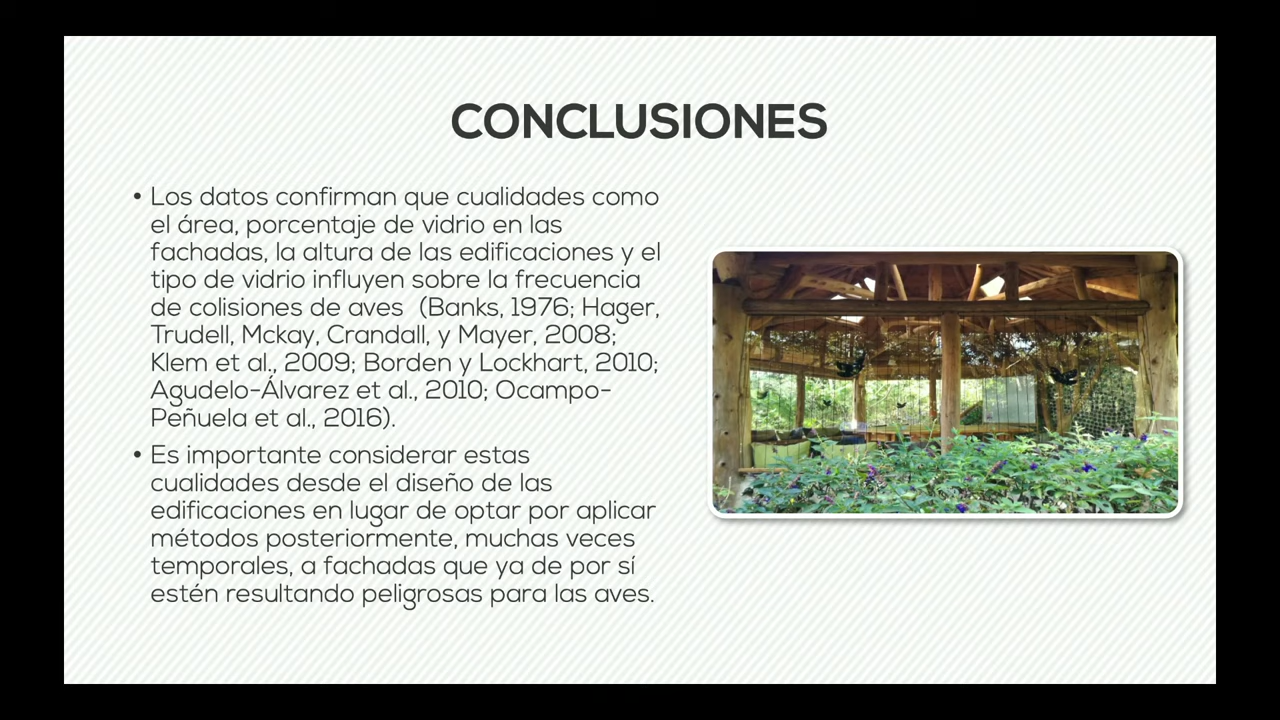 CONCLUSIONES
• Los datos confirman que cualidades como
el área, porcentaje de vidrio en las
fachadas, la altura de las edificaciones y el
tipo de vidrio influyen sobre la frecuencia
de colisiones de aves (Banks, 1976; Hager,
Trudell, Mckay, Crandall, y Mayer, 2008;
Klem et al., 2009; Borden y Lockhart, 2010;
Agudelo-Álvarez et al., 2010; Ocampo-
Peñuela et al., 2016).
• Es importante considerar estas
cualidades desde el diseño de las
edificaciones en lugar de optar por aplicar
métodos posteriormente, muchas veces
temporales, a fachadas que ya de por sí
estén resultando peligrosas para las aves.